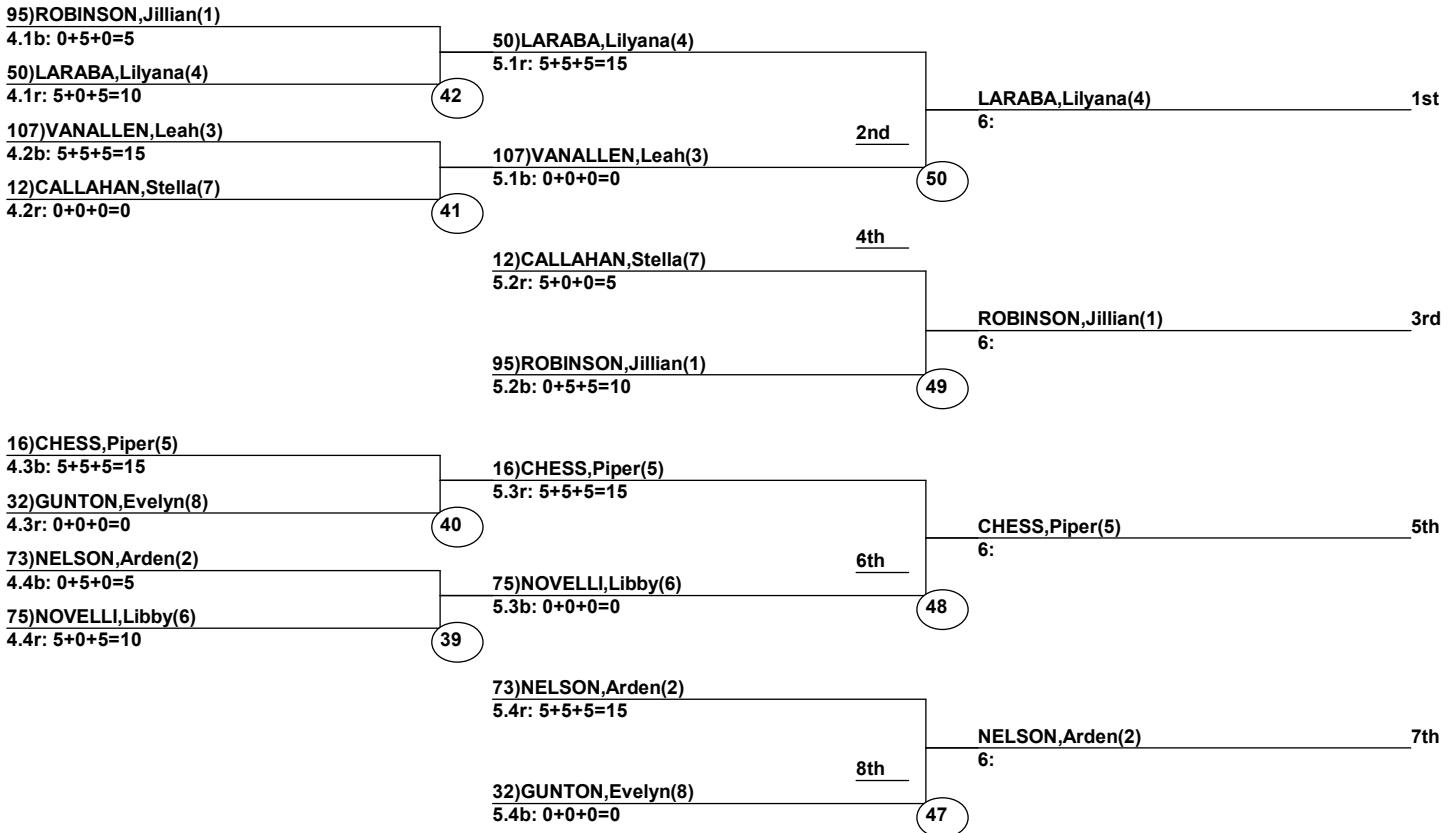 95)ROBINSON,Jillian(1)
4.1b: 0+5+0=5
50)LARABA,Lilyana(4)
4.1r: 5+0+5=10
42
107)VANALLEN,Leah(3)
4.2b: 5+5+5=15
12)CALLAHAN,Stella(7)
4.2r: 0+0+0=0
41
50)LARABA,Lilyana(4)
5.1r: 5+5+5=15
2nd
107)VANALLEN,Leah(3)
5.1b: 0+0+0=0
50
LARABA,Lilyana(4)
1st
6:
4th
12)CALLAHAN,Stella(7)
5.2r: 5+0+0=5
95)ROBINSON,Jillian(1)
5.2b: 0+5+5=10
49
ROBINSON,Jillian(1)
3rd
6:
16)CHESS,Piper(5)
4.3b: 5+5+5=15
32)GUNTON,Evelyn(8)
4.3r: 0+0+0=0
40
73)NELSON,Arden(2)
4.4b: 0+5+0=5
75)NOVELLI,Libby(6)
4.4r: 5+0+5=10
39
16)CHESS,Piper(5)
5.3r: 5+5+5=15
6th
75)NOVELLI,Libby(6)
5.3b: 0+0+0=0
48
CHESS,Piper(5)
5th
6:
73)NELSON,Arden(2)
5.4r: 5+5+5=15
8th
32)GUNTON,Evelyn(8)
5.4b: 0+0+0=0
47
NELSON,Arden(2)
7th
6: